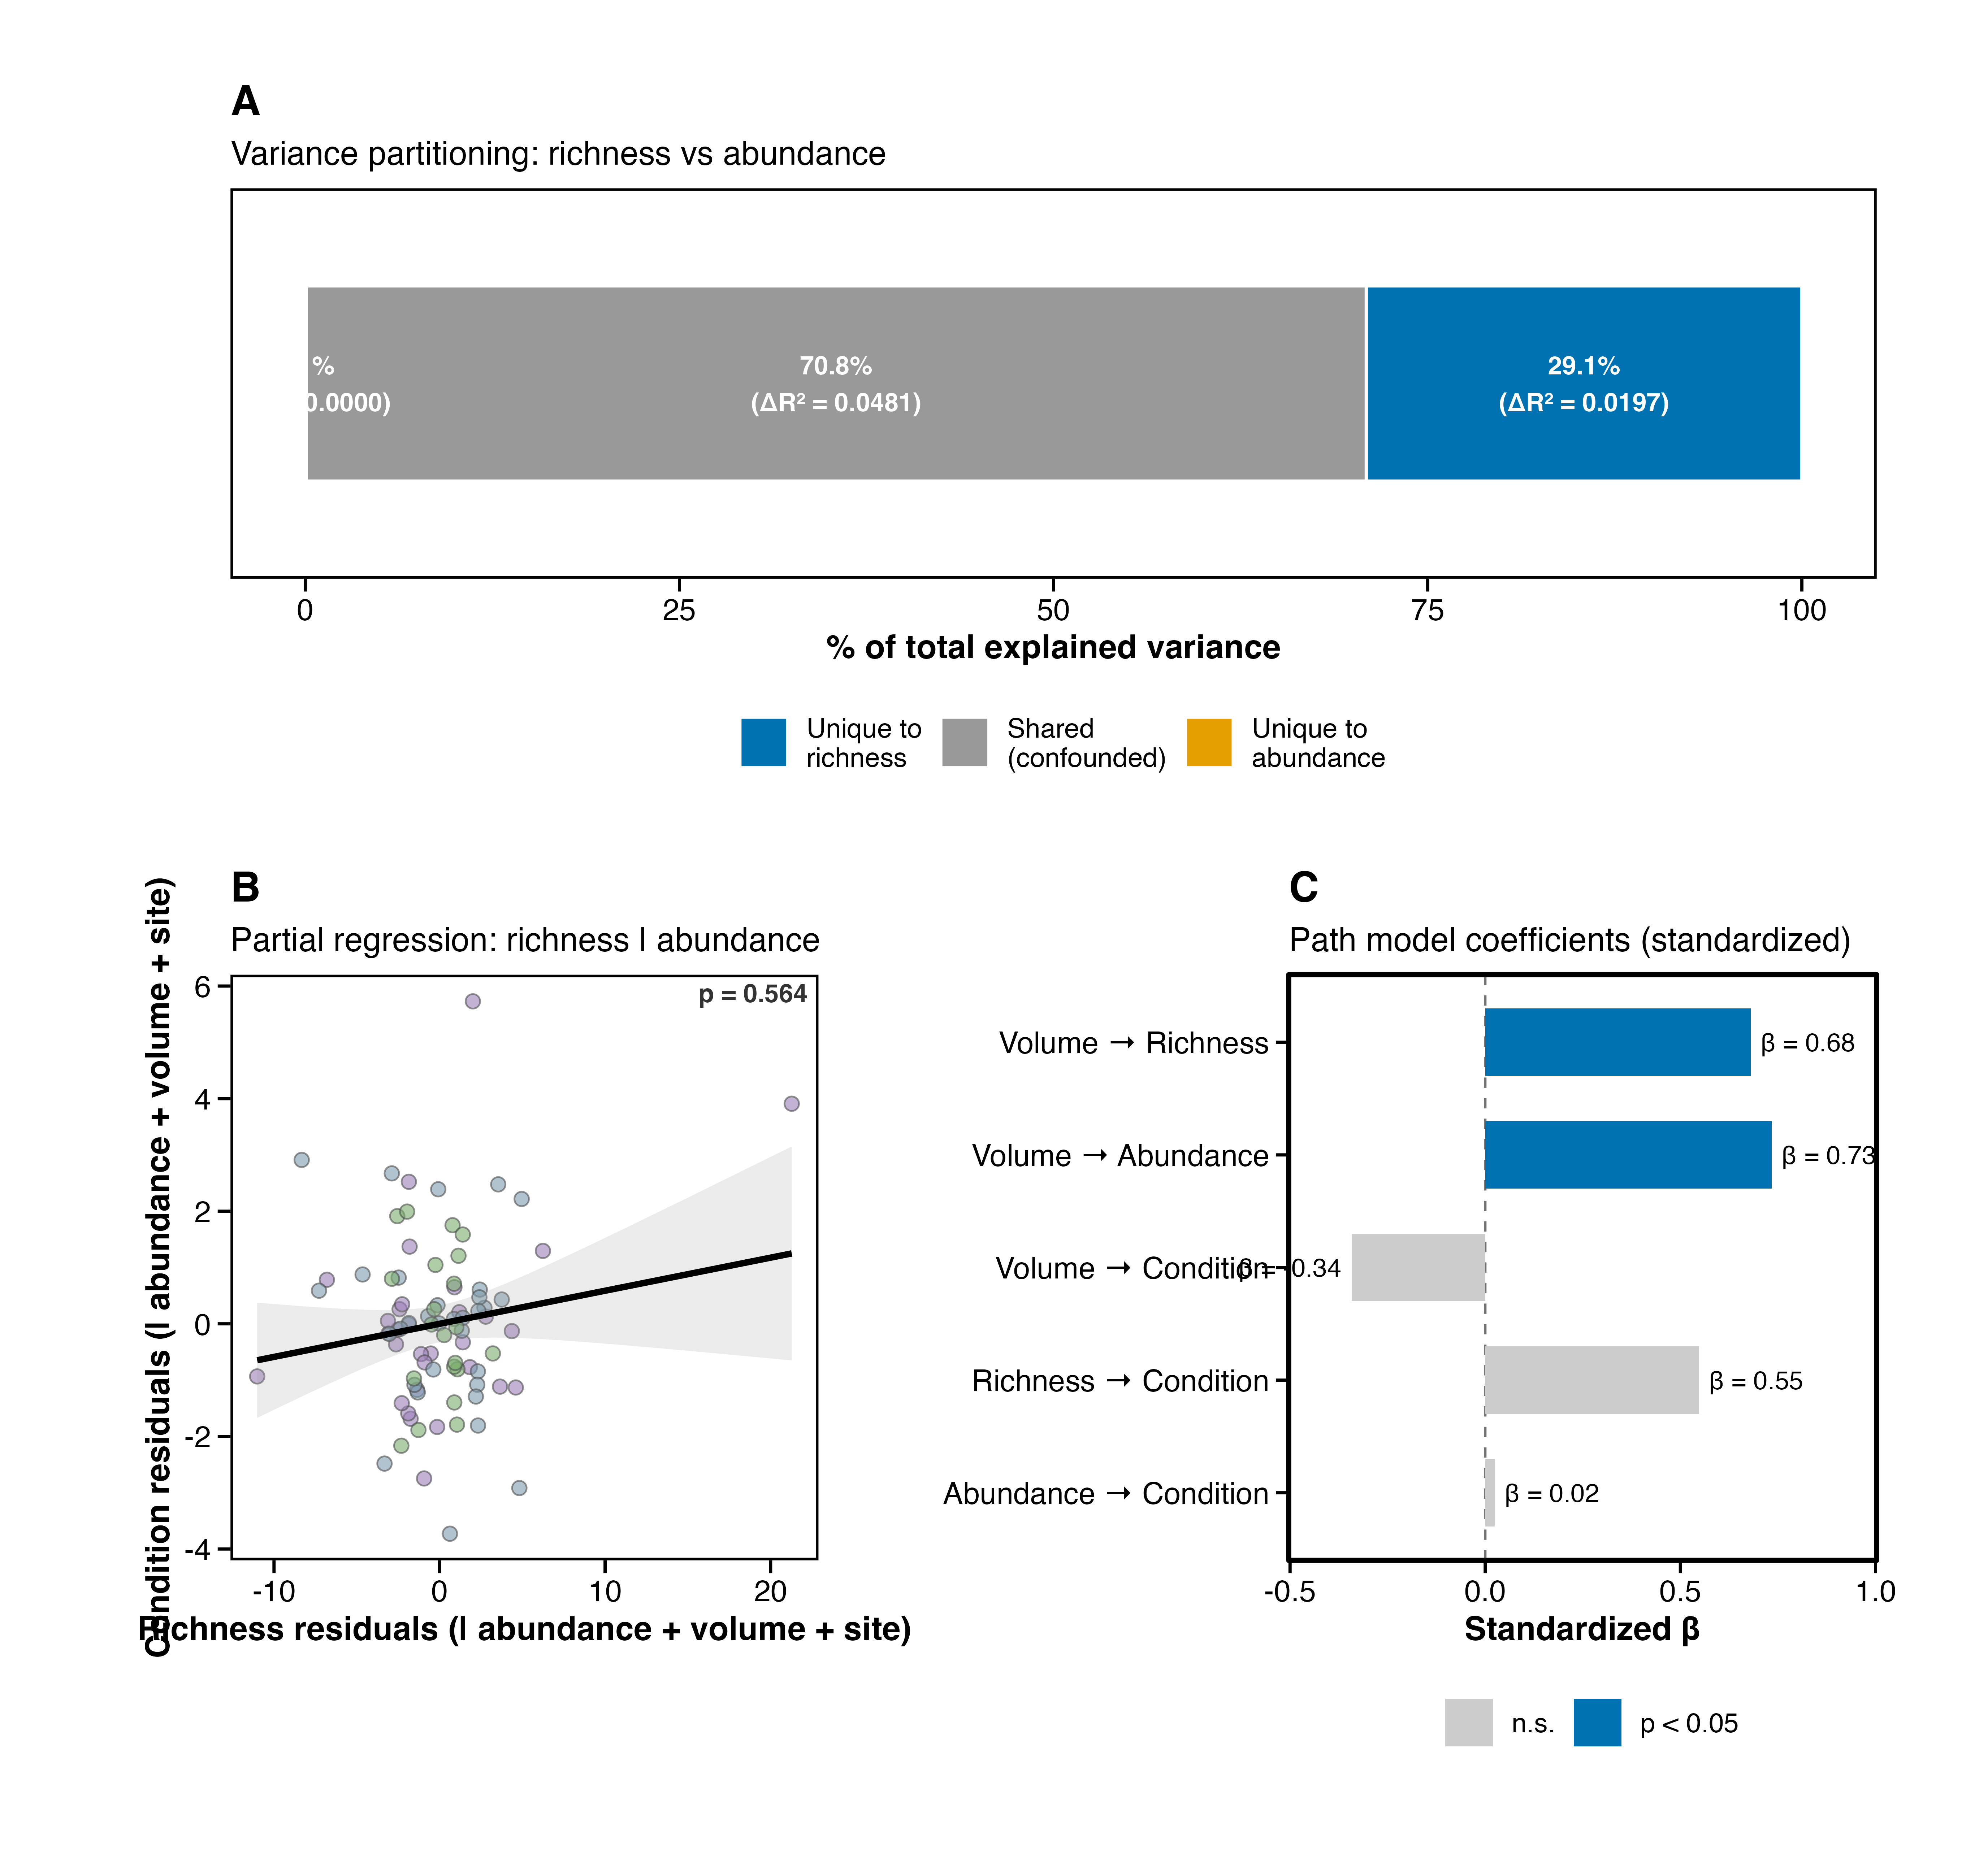 A
Variance partitioning: richness vs abundance
%
0.0000)
70.8%
(ΔR² = 0.0481)
29.1%
(ΔR² = 0.0197)
0 25 50 75 100
% of total explained variance
Unique to
richness
Shared
(confounded)
Unique to
abundance
B
Partial regression: richness | abundance
Condition residuals (| abundance + volume + site)
6
4
2
0
-2
-4
p = 0.564
-10 0 10 20
Richness residuals (| abundance + volume + site)
C
Path model coefficients (standardized)
Volume → Richness
β = 0.68
Volume → Abundance
β = 0.73
Volume → Condition
β = -0.34
Richness → Condition
β = 0.55
Abundance → Condition
β = 0.02
-0.5 0.0 0.5 1.0
Standardized β
n.s.
p < 0.05